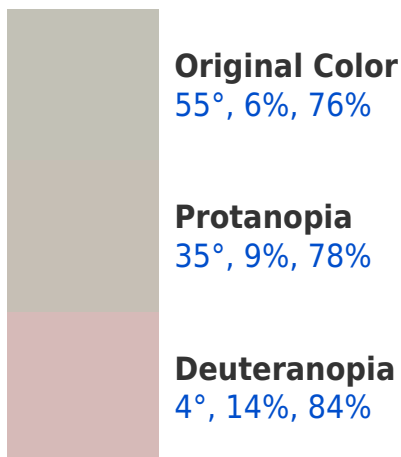 Original Color
55°, 6%, 76%
Protanopia
35°, 9%, 78%
Deuteranopia
4°, 14%, 84%